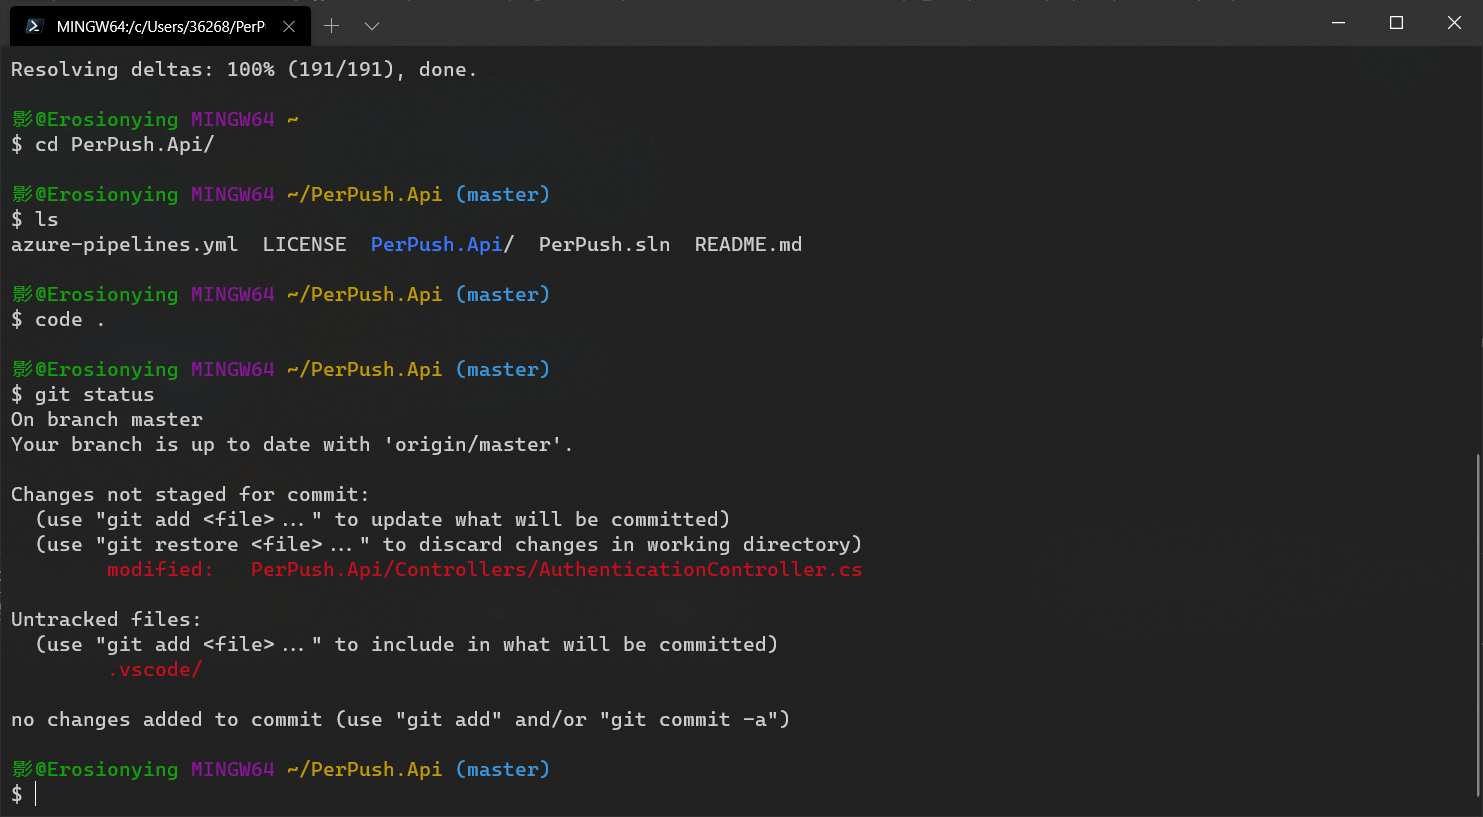 MINGW64:/c/Users/36268/PerP
Resolving deltas: 100% (191/191), done.
影@Erosionying MINGW64 ~
$ cd PerPush.Api/
影@Erosionying MINGW64 ~/PerPush.Api (master)
$ ls
azure-pipelines.yml  LICENSE  PerPush.Api/  PerPush.sln  README.md
影@Erosionying MINGW64 ~/PerPush.Api (master)
$ code .
影@Erosionying MINGW64 ~/PerPush.Api (master)
$ git status
On branch master
Your branch is up to date with 'origin/master'.
Changes not staged for commit:
  (use "git add <file>..." to update what will be committed)
  (use "git restore <file>..." to discard changes in working directory)
        modified:   PerPush.Api/Controllers/AuthenticationController.cs
Untracked files:
  (use "git add <file>..." to include in what will be committed)
        .vscode/
no changes added to commit (use "git add" and/or "git commit -a")
影@Erosionying MINGW64 ~/PerPush.Api (master)
$